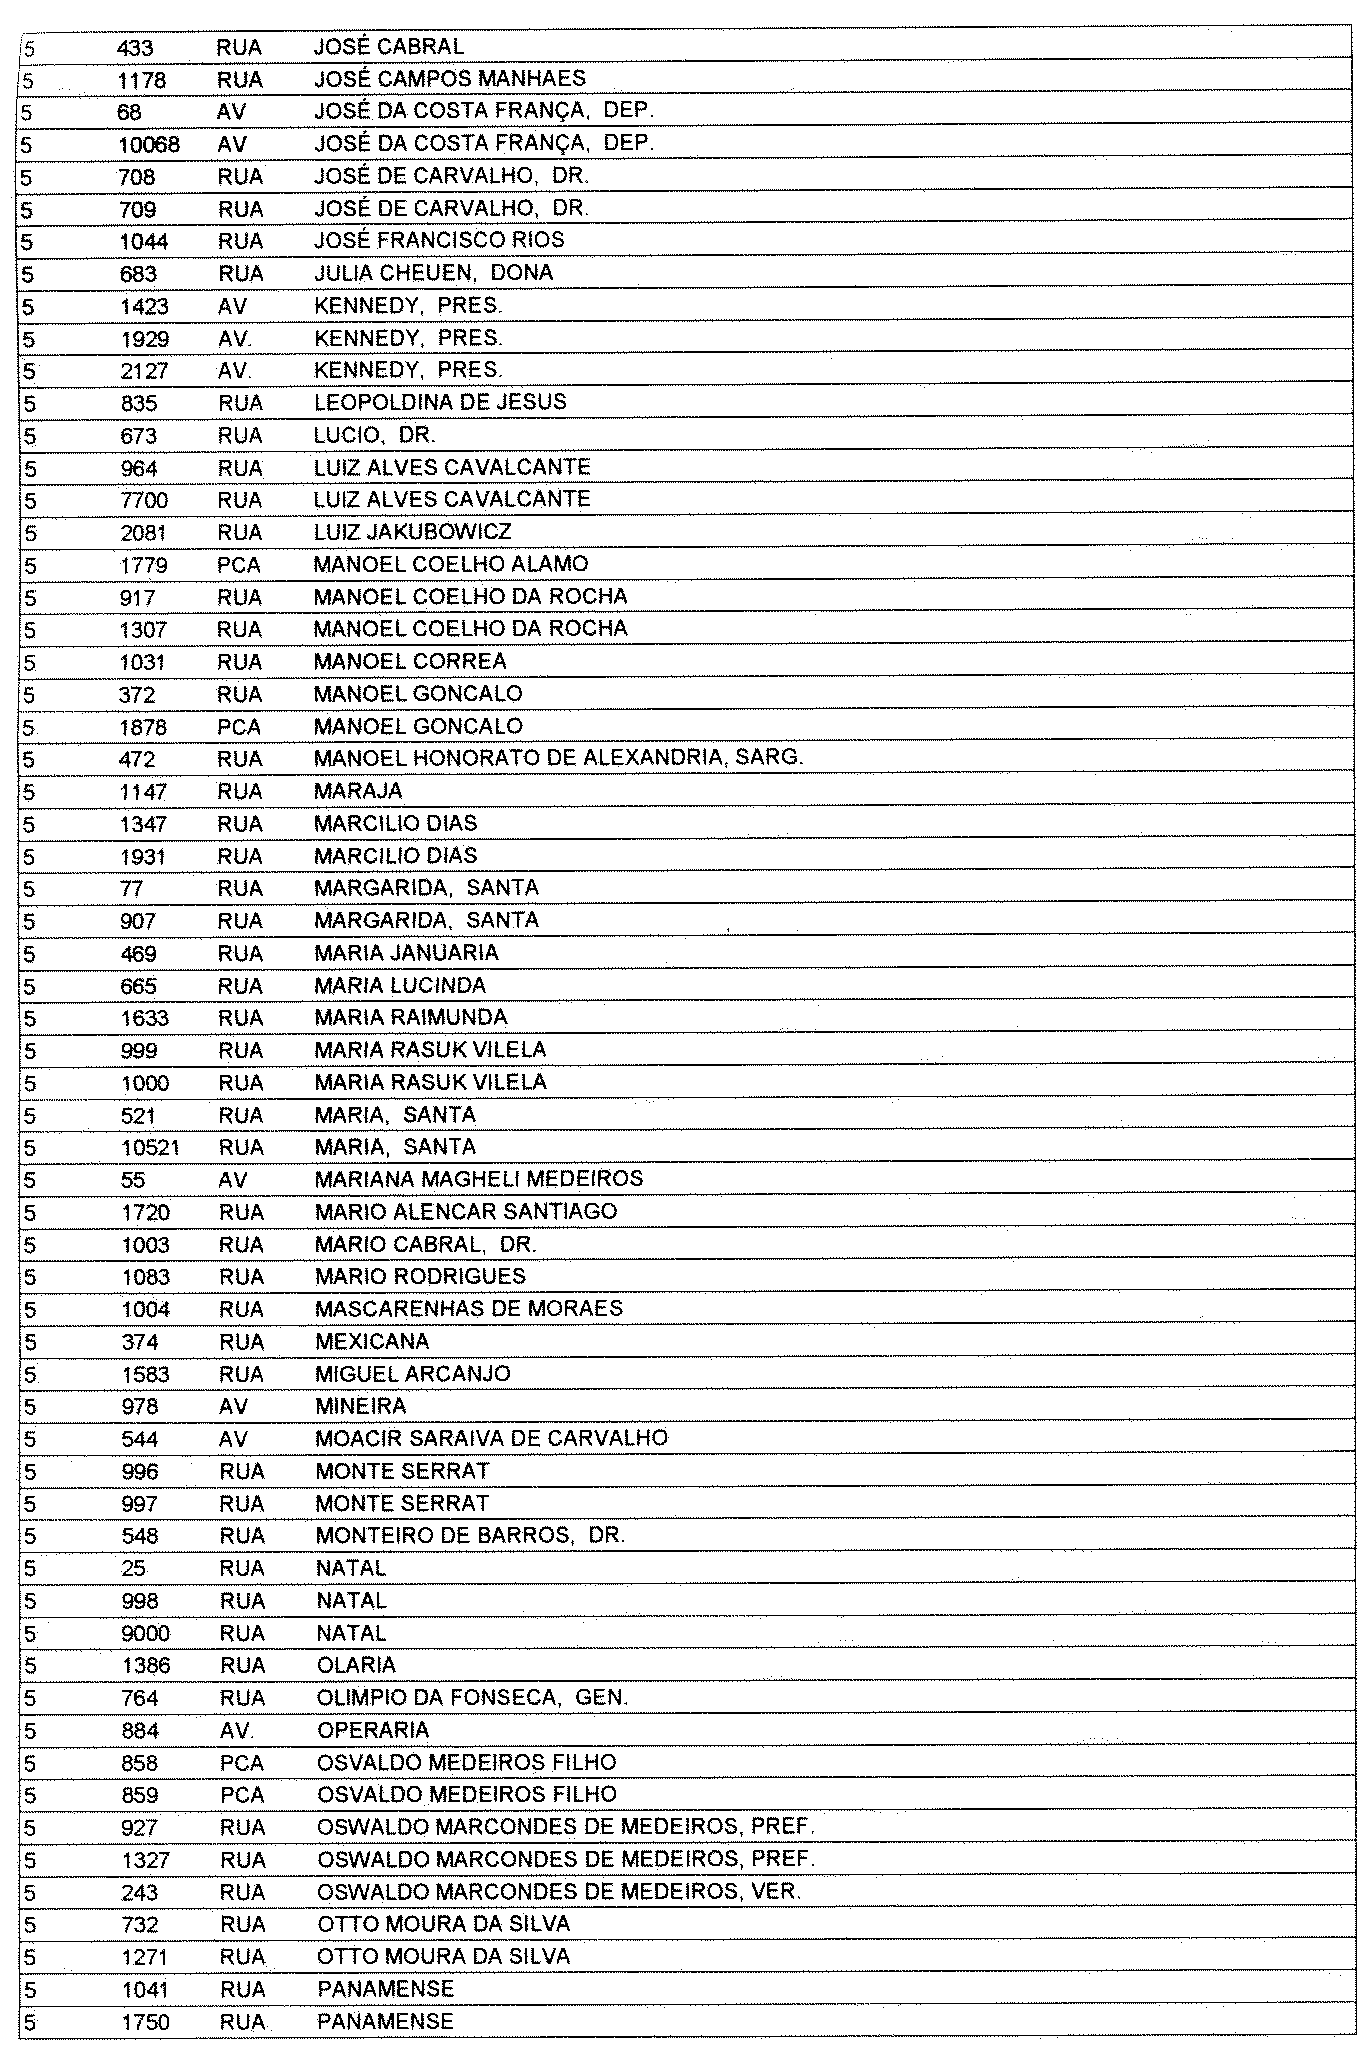 5 433 RUA JOSÉ CABRAL
5 1178 RUA JOSÉ CAMPOS MANHAES
5 68 AV JOSÉ DA COSTA FRANÇA, DEP.
5 10068 AV JOSÉ DA COSTA FRANÇA, DEP.
5 708 RUA JOSÉ DE CARVALHO, DR.
5 709 RUA JOSÉ DE CARVALHO, DR.
5 1044 RUA JOSÉ FRANCISCO RIOS
5 683 RUA JULIA CHEUEN, DONA
5 1423 AV KENNEDY, PRES.
5 1929 AV. KENNEDY, PRES.
5 2127 AV. KENNEDY, PRES.
5 835 RUA LEOPOLDINA DE JESUS
5 673 RUA LUCIO, DR.
5 964 RUA LUIZ ALVES CAVALCANTE
5 7700 RUA LUIZ ALVES CAVALCANTE
5 2081 RUA LUIZ JAKUBOWICZ
5 1779 PCA MANOEL COELHO ALAMO
5 917 RUA MANOEL COELHO DA ROCHA
5 1307 RUA MANOEL COELHO DA ROCHA
5 1031 RUA MANOEL CORREA
5 372 RUA MANOEL GONCALO
5 1878 PCA MANOEL GONCALO
5 472 RUA MANOEL HONORATO DE ALEXANDRIA, SARG.
5 1147 RUA MARAJA
5 1347 RUA MARCILIO DIAS
5 1931 RUA MARCILIO DIAS
5 77 RUA MARGARIDA, SANTA
5 907 RUA MARGARIDA, SANTA
5 469 RUA MARIA JANUARIA
5 665 RUA MARIA LUCINDA
5 1633 RUA MARIA RAIMUNDA
5 999 RUA MARIA RASUK VILELA
5 1000 RUA MARIA RASUK VILELA
5 521 RUA MARIA, SANTA
5 10521 RUA MARIA, SANTA
5 55 AV MARIANA MAGHELI MEDEIROS
5 1720 RUA MARIO ALENCAR SANTIAGO
5 1003 RUA MARIO CABRAL, DR.
5 1083 RUA MARIO RODRIGUES
5 1004 RUA MASCARENHAS DE MORAES
5 374 RUA MEXICANA
5 1583 RUA MIGUEL ARCANJO
5 978 AV MINEIRA
5 544 AV MOACIR SARAIVA DE CARVALHO
5 996 RUA MONTE SERRAT
5 997 RUA MONTE SERRAT
5 548 RUA MONTEIRO DE BARROS, DR.
5 25 RUA NATAL
5 998 RUA NATAL
5 9000 RUA NATAL
5 1386 RUA OLARIA
5 764 RUA OLIMPIO DA FONSECA, GEN.
5 884 AV. OPERARIA
5 858 PCA OSVALDO MEDEIROS FILHO
5 859 PCA OSVALDO MEDEIROS FILHO
5 927 RUA OSWALDO MARCONDES DE MEDEIROS, PREF.
5 1327 RUA OSWALDO MARCONDES DE MEDEIROS, PREF.
5 243 RUA OSWALDO MARCONDES DE MEDEIROS, VER.
5 732 RUA OTTO MOURA DA SILVA
5 1271 RUA OTTO MOURA DA SILVA
5 1041 RUA PANAMENSE
5 1750 RUA PANAMENSE